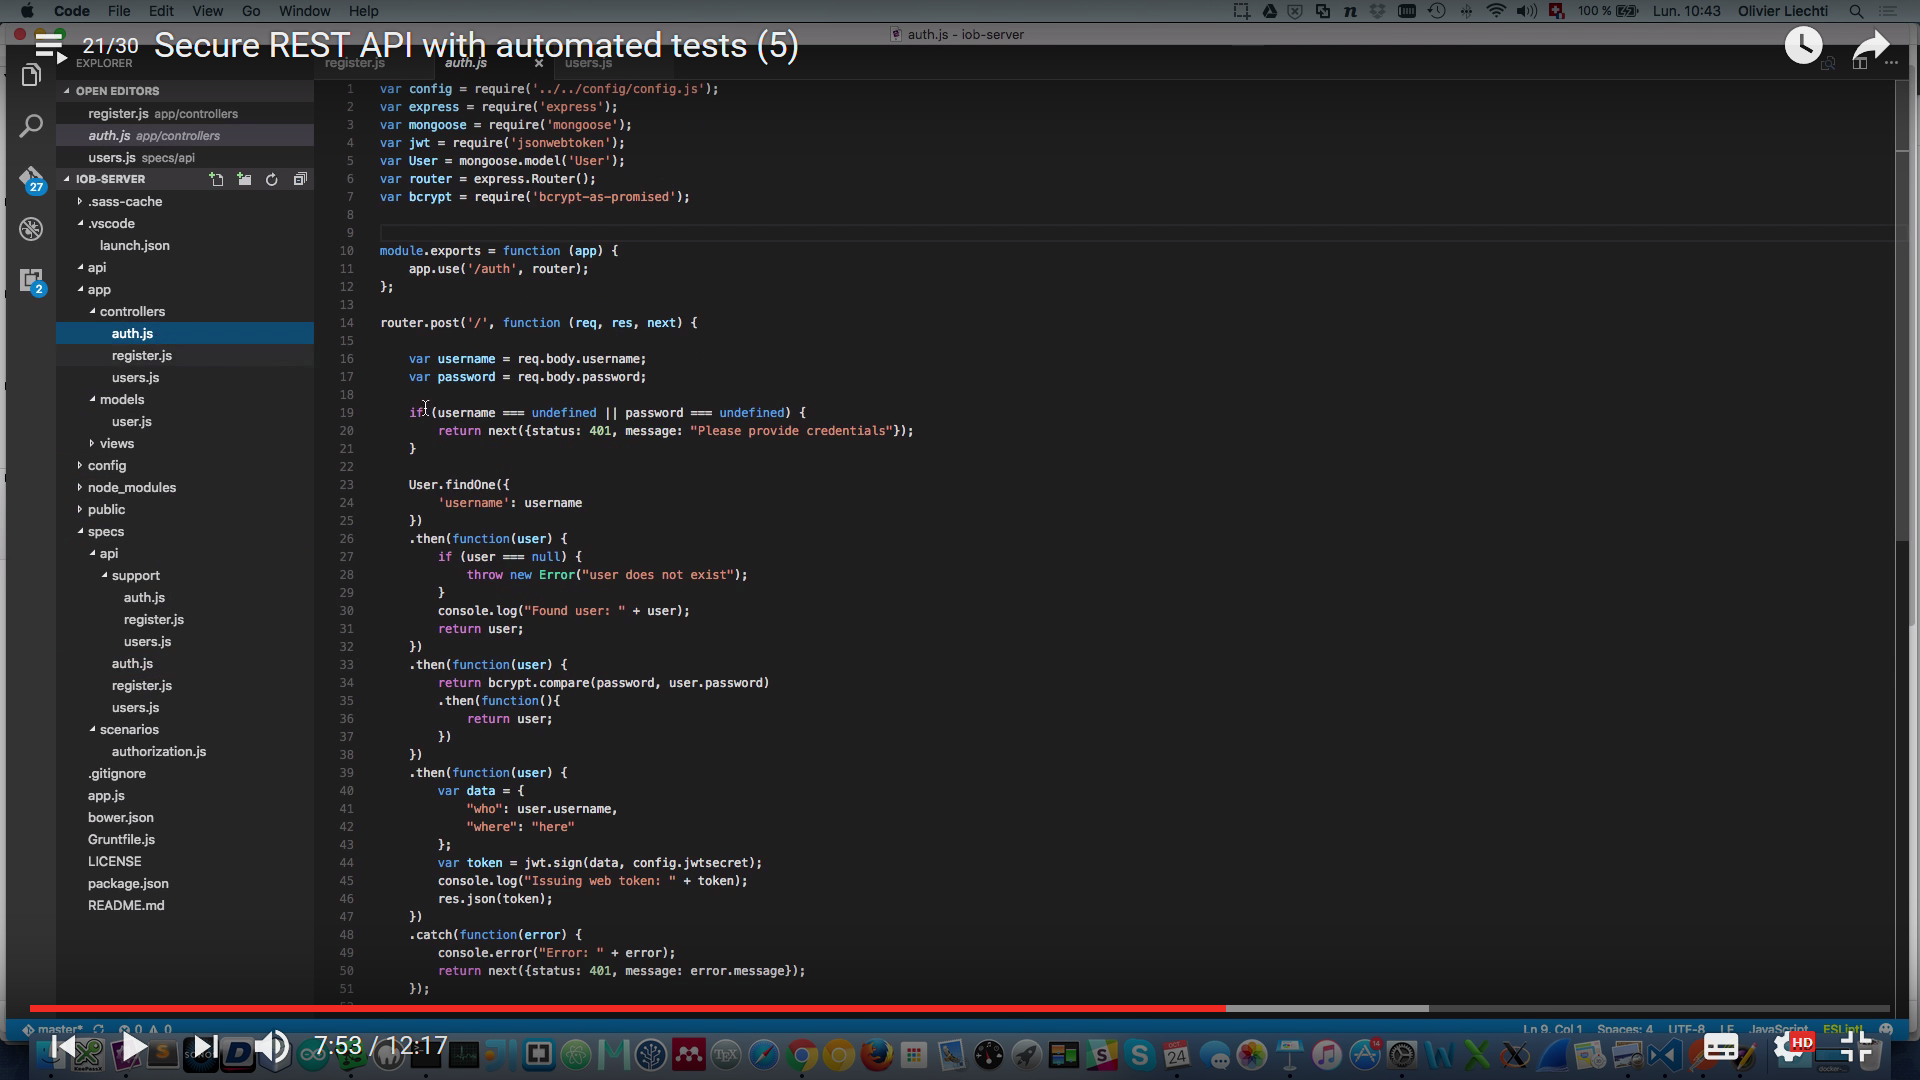 Code File Edit View Go Window Help
100 % Lun. 10:43 Olivier Liechti
21/30 Secure REST API with automated tests (5)
auth.js - iob-server
EXPLORER
register.js auth.js users.js
OPEN EDITORS
register.js app/controllers
auth.js app/controllers
users.js specs/api
27
IOB-SERVER
.sass-cache
.vscode
launch.json
api
2
app
controllers
auth.js
register.js
users.js
models
user.js
views
config
node_modules
public
specs
api
support
auth.js
register.js
users.js
auth.js
register.js
users.js
scenarios
authorization.js
.gitignore
app.js
bower.json
Gruntfile.js
LICENSE
package.json
README.md
1 var config = require('../../config/config.js');
2 var express = require('express');
3 var mongoose = require('mongoose');
4 var jwt = require('jsonwebtoken');
5 var User = mongoose.model('User');
6 var router = express.Router();
7 var bcrypt = require('bcrypt-as-promised');
8
9
10 module.exports = function (app) {
11 app.use('/auth', router);
12 };
13
14 router.post('/', function (req, res, next) {
15
16 var username = req.body.username;
17 var password = req.body.password;
18
19 if (username === undefined || password === undefined) {
20 return next({status: 401, message: "Please provide credentials"});
21 }
22
23 User.findOne({
24 'username': username
25 })
26 .then(function(user) {
27 if (user === null) {
28 throw new Error("user does not exist");
29 }
30 console.log("Found user: " + user);
31 return user;
32 })
33 .then(function(user) {
34 return bcrypt.compare(password, user.password)
35 .then(function(){
36 return user;
37 })
38 })
39 .then(function(user) {
40 var data = {
41 "who": user.username,
42 "where": "here"
43 };
44 var token = jwt.sign(data, config.jwtsecret);
45 console.log("Issuing web token: " + token);
46 res.json(token);
47 })
48 .catch(function(error) {
49 console.error("Error: " + error);
50 return next({status: 401, message: error.message});
51 });
master* 0 0
Ln 9, Col 1 Spaces: 4 UTF-8 LF JavaScript ESLint!
7:53 / 12:17
HD